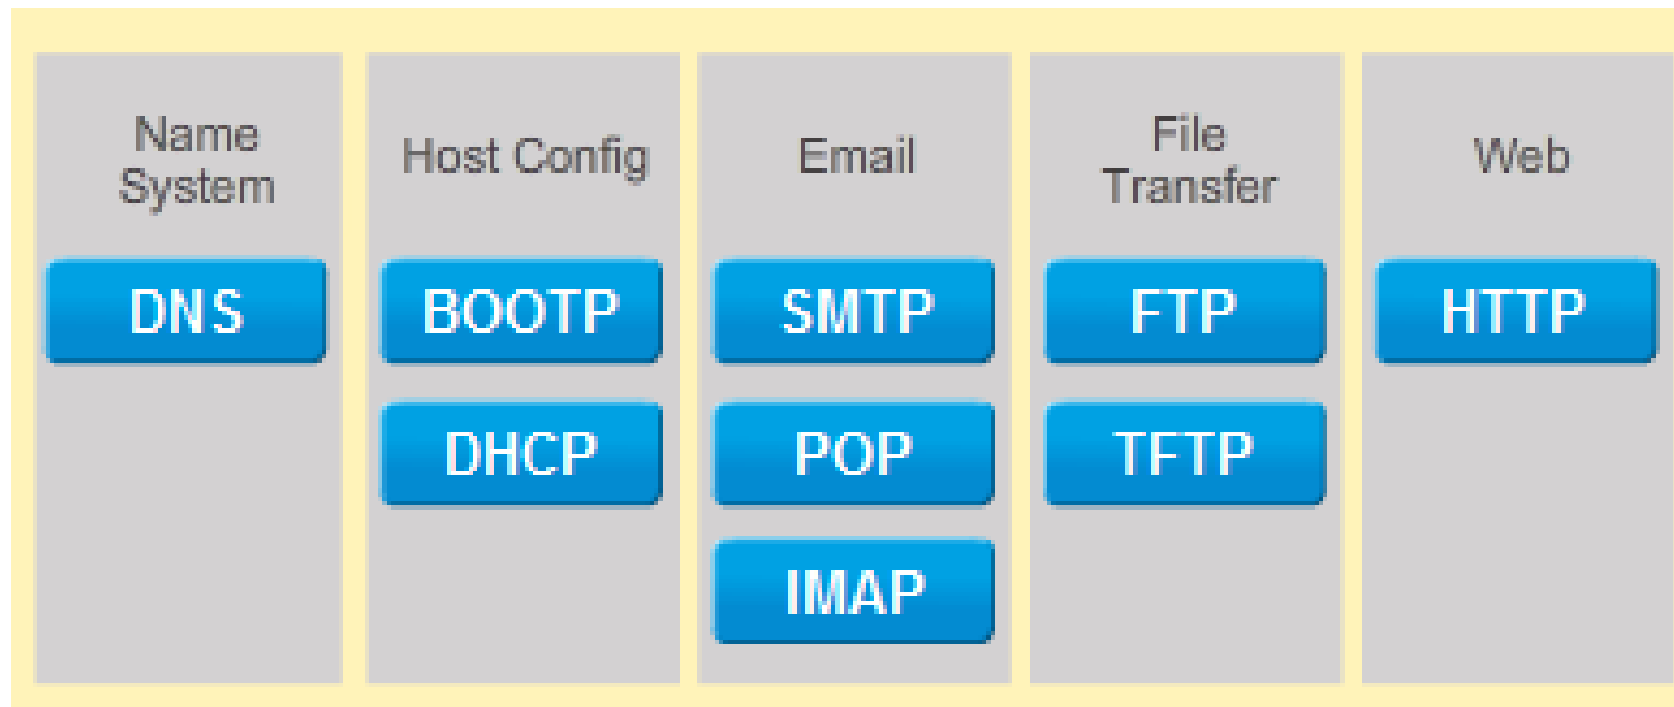 Name
System
DNS
Host Config
BOOTP
DHCP
Email
SMTP
POP
IMAP
File
Transfer
FTP
TFTP
Web
HTTP